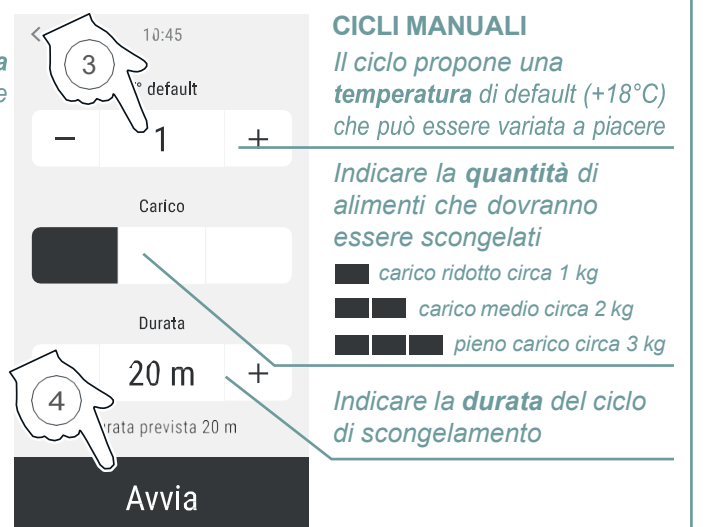 10:45
3
default
− 1 +
Carico
Durata
20 m +
4
prevista 20 m
Avvia
CICLI MANUALI
Il ciclo propone una
temperatura di default (+18°C)
che può essere variata a piacere
Indicare la quantità di
alimenti che dovranno
essere scongelati
carico ridotto circa 1 kg
carico medio circa 2 kg
pieno carico circa 3 kg
Indicare la durata del ciclo
di scongelamento